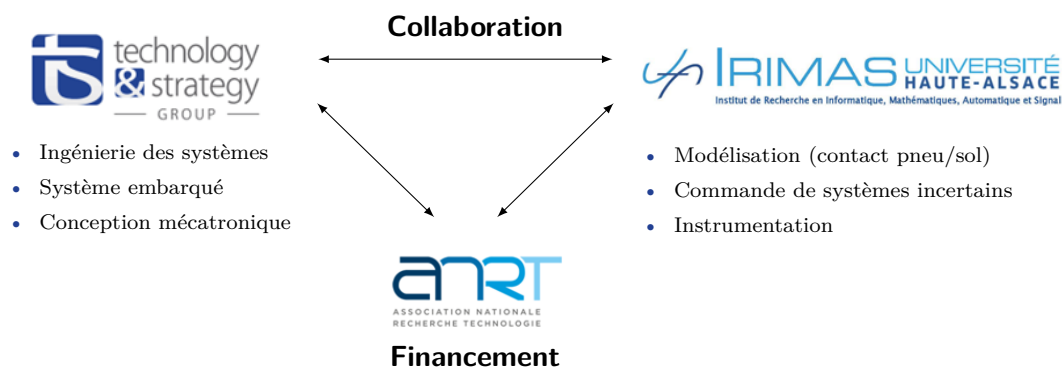 Collaboration
ts technology
& strategy
GROUP
IRIMAS UNIVERSITÉ
HAUTE-ALSACE
Institut de Recherche en Informatique, Mathématiques, Automatique et Signal
• Ingénierie des systèmes
• Système embarqué
• Conception mécatronique
• Modélisation (contact pneu/sol)
• Commande de systèmes incertains
• Instrumentation
anrt
ASSOCIATION NATIONALE
RECHERCHE TECHNOLOGIE
Financement